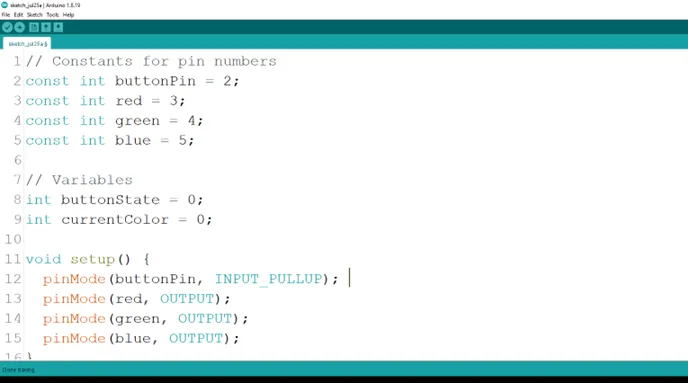 sketch_jul25a | Arduino 1.8.19
File Edit Sketch Tools Help
sketch_jul25a §
1 // Constants for pin numbers
2 const int buttonPin = 2;
3 const int red = 3;
4 const int green = 4;
5 const int blue = 5;
6
7 // Variables
8 int buttonState = 0;
9 int currentColor = 0;
10
11 void setup() {
12 pinMode(buttonPin, INPUT_PULLUP);
13 pinMode(red, OUTPUT);
14 pinMode(green, OUTPUT);
15 pinMode(blue, OUTPUT);
16 }
Done Saving.